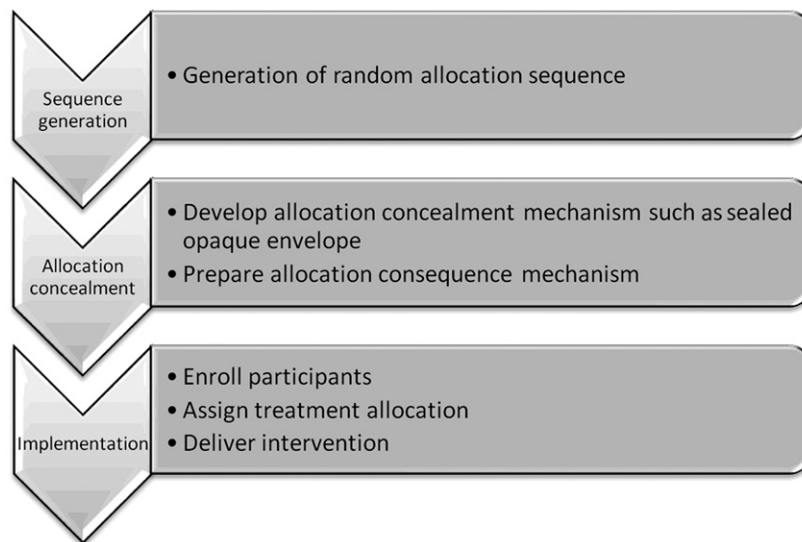 Sequence
generation
• Generation of random allocation sequence
Allocation
concealment
• Develop allocation concealment mechanism such as sealed
opaque envelope
• Prepare allocation consequence mechanism
Implementation
• Enroll participants
• Assign treatment allocation
• Deliver intervention